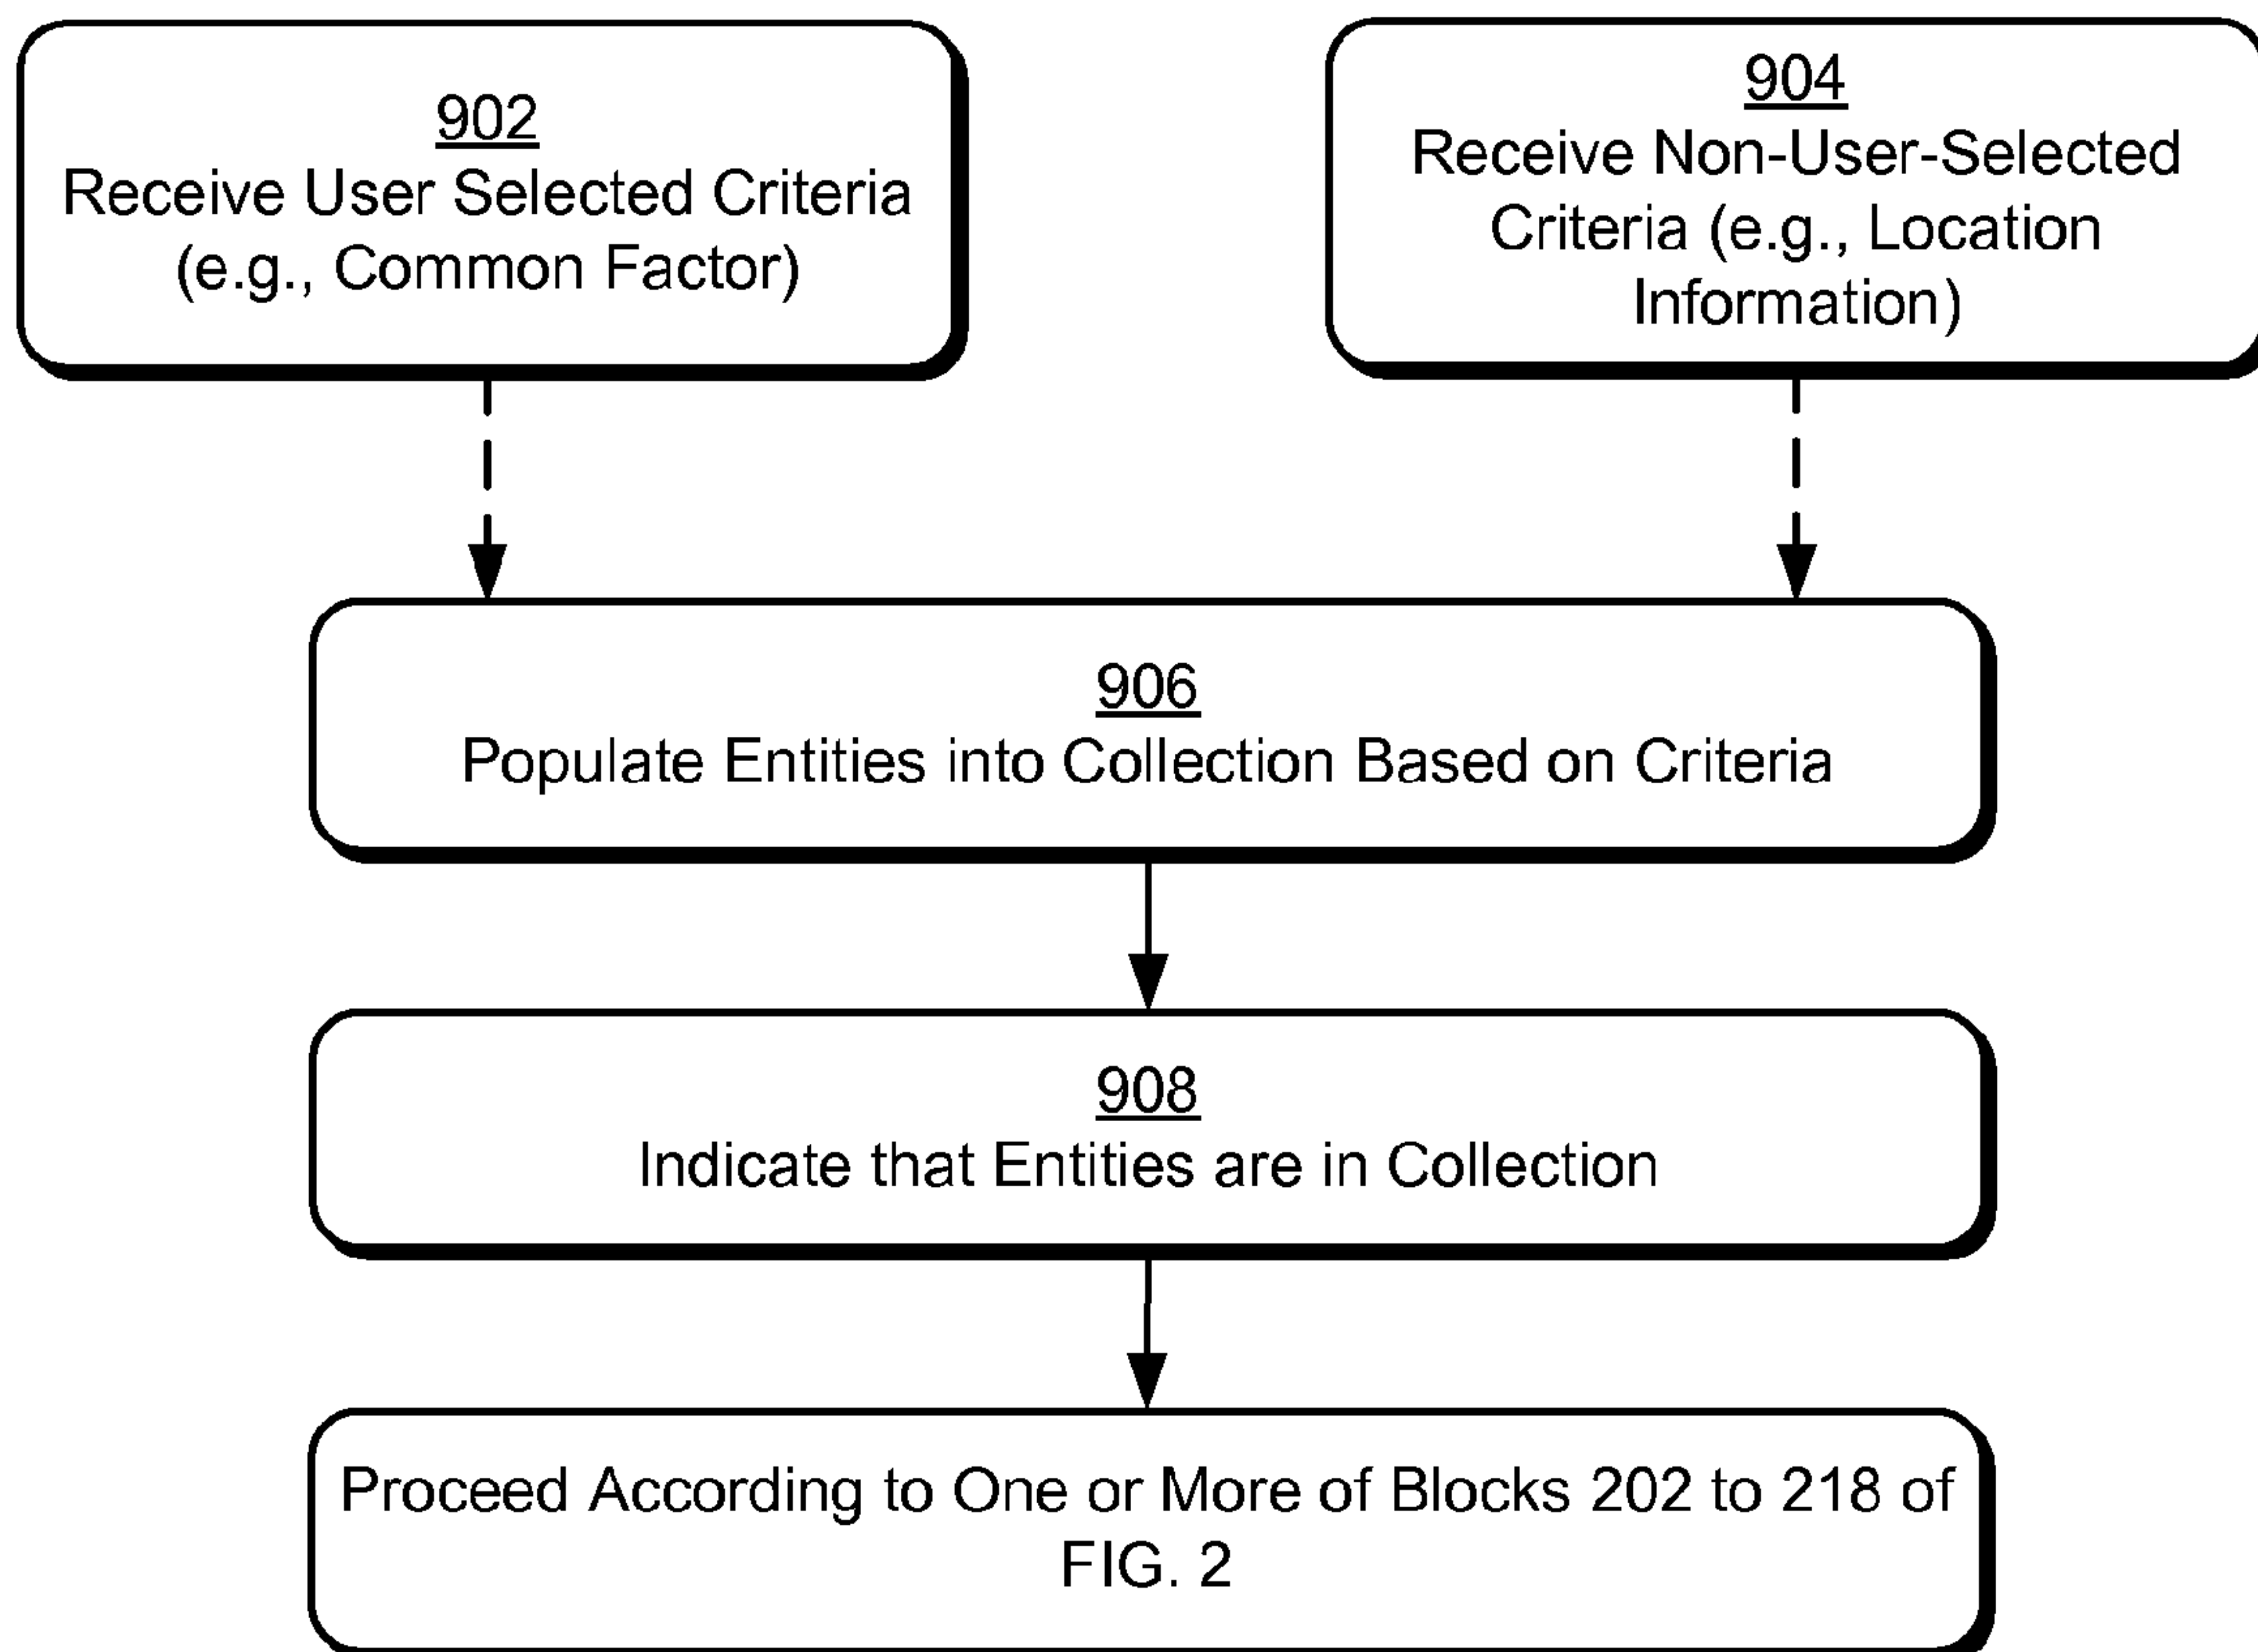 902
Receive User Selected Criteria
(e.g., Common Factor)
904
Receive Non-User-Selected
Criteria (e.g., Location
Information)
906
Populate Entities into Collection Based on Criteria
908
Indicate that Entities are in Collection
Proceed According to One or More of Blocks 202 to 218 of
FIG. 2